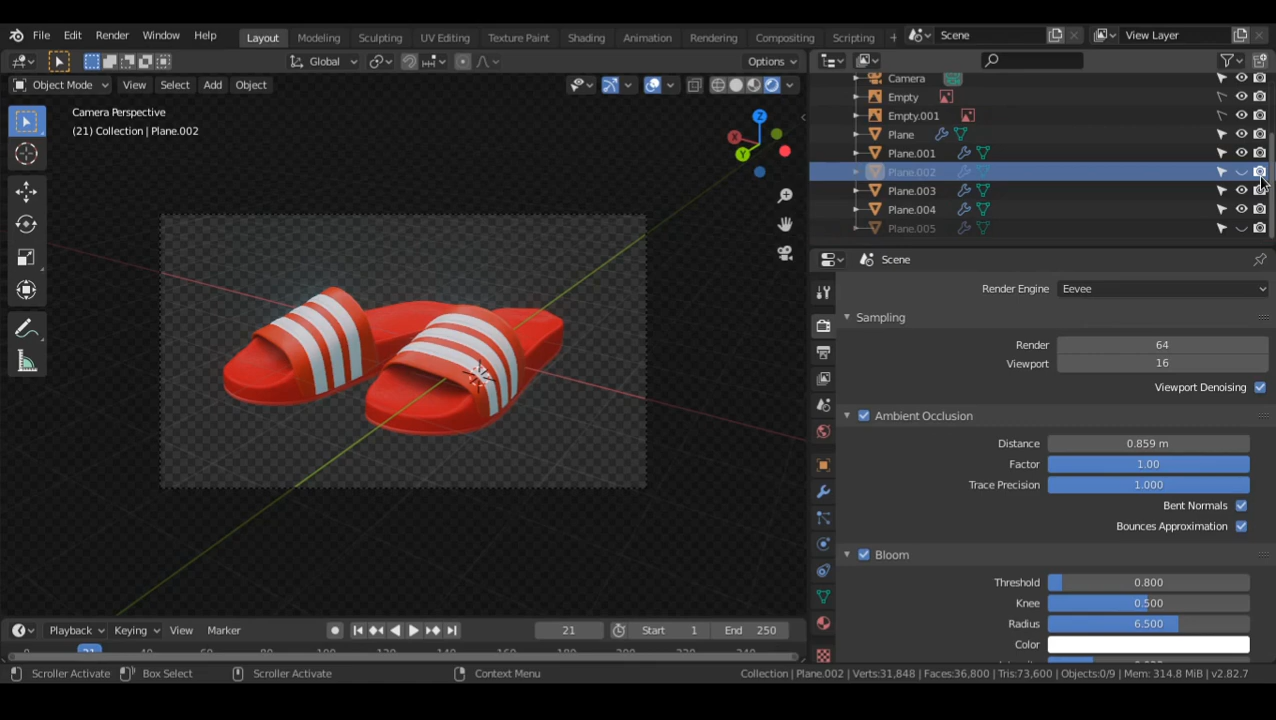 File Edit Render Window Help Layout Modeling Sculpting UV Editing Texture Paint Shading Animation Rendering Compositing Scripting + Scene View Layer
Global Options
Object Mode View Select Add Object
Camera Perspective
(21) Collection | Plane.002
Z
X
Y
Camera
Empty
Empty.001
Plane
Plane.001
Plane.002
Plane.003
Plane.004
Plane.005
Scene
Render Engine Eevee
Sampling
Render 64
Viewport 16
Viewport Denoising
Ambient Occlusion
Distance 0.859 m
Factor 1.00
Trace Precision 1.000
Bent Normals
Bounces Approximation
Bloom
Threshold 0.800
Knee 0.500
Radius 6.500
Color
Playback Keying View Marker 21 Start 1 End 250
21
Scroller Activate Box Select Scroller Activate Context Menu Collection | Plane.002 | Verts:31,848 | Faces:36,800 | Tris:73,600 | Objects:0/9 | Mem: 314.8 MiB | v2.82.7